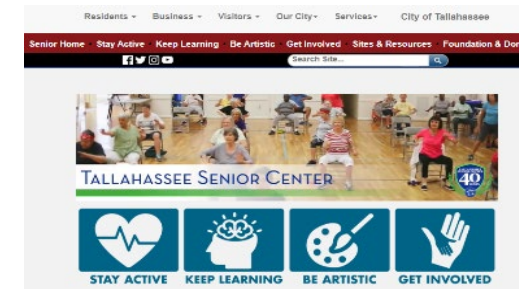 Residents Business Visitors Our City Services City of Tallahassee
Senior Home Stay Active Keep Learning Be Artistic Get Involved Sites & Resources Foundation & Don
Search Site...
TALLAHASSEE SENIOR CENTER
40
STAY ACTIVE KEEP LEARNING BE ARTISTIC GET INVOLVED